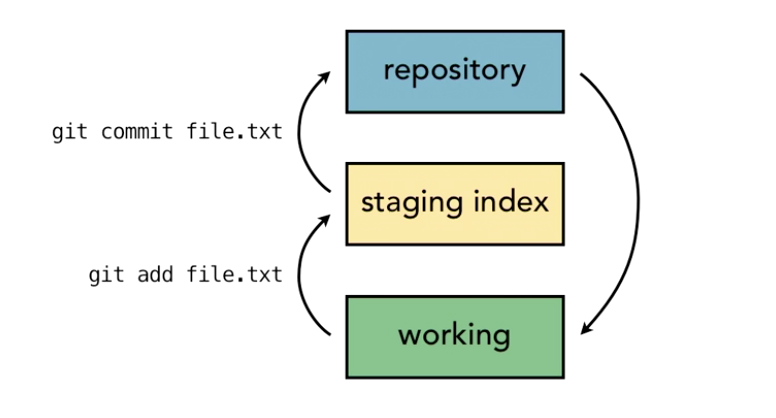 repository
git commit file.txt
staging index
git add file.txt
working